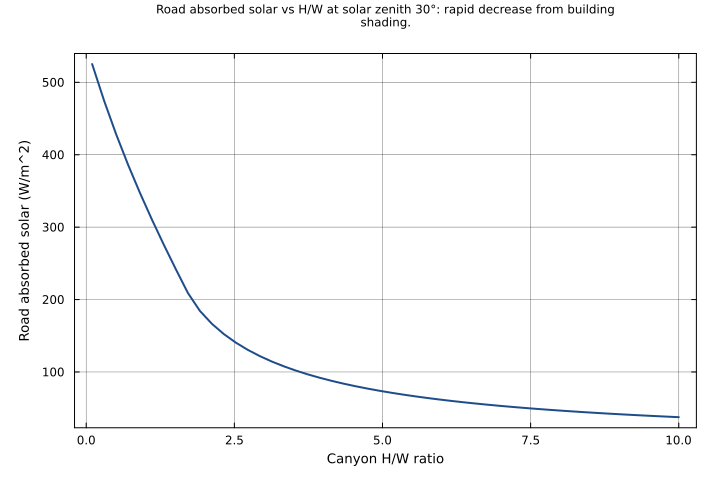 Road absorbed solar vs H/W at solar zenith 30°: rapid decrease from building
shading.
Road absorbed solar (W/m^2)
500
400
300
200
100
0.0 2.5 5.0 7.5 10.0
Canyon H/W ratio